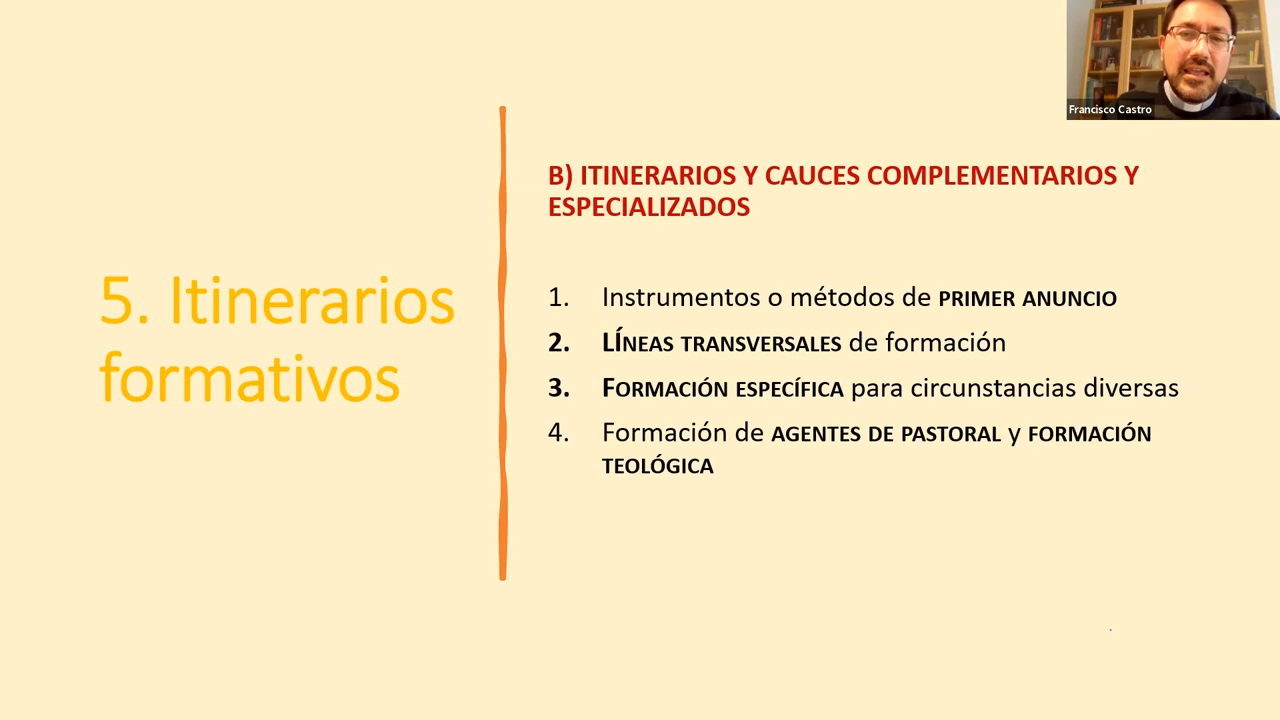 Francisco Castro
5. Itinerarios
formativos
B) ITINERARIOS Y CAUCES COMPLEMENTARIOS Y
ESPECIALIZADOS
1. Instrumentos o métodos de PRIMER ANUNCIO
2. LÍNEAS TRANSVERSALES de formación
3. FORMACIÓN ESPECÍFICA para circunstancias diversas
4. Formación de AGENTES DE PASTORAL y FORMACIÓN
TEOLÓGICA